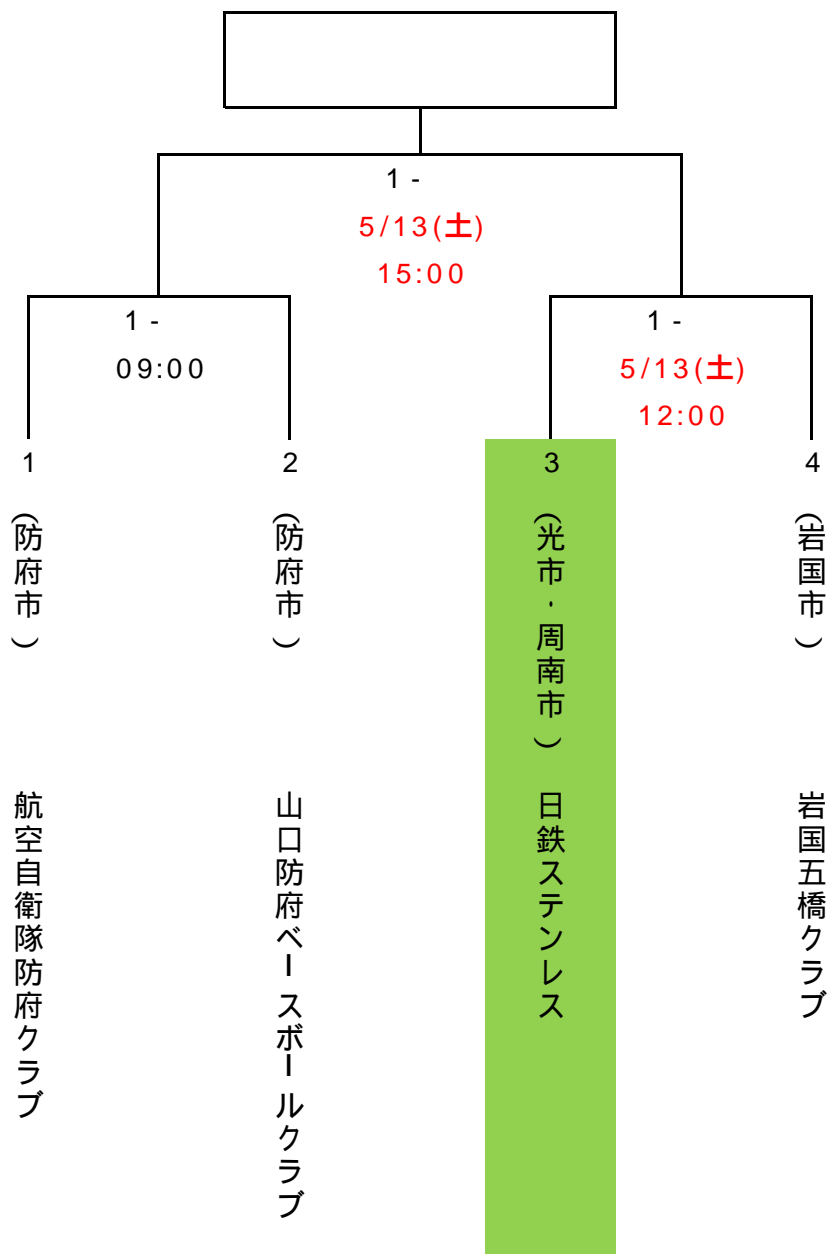 1 -
5/13(土)
15:00
1 -
09:00
1 -
5/13(土)
12:00
1
(防府市)
航空自衛隊防府クラブ
2
(防府市)
山口防府ベースボールクラブ
3
(光市・周南市)
日鉄ステンレス
4
(岩国市)
岩国五橋クラブ